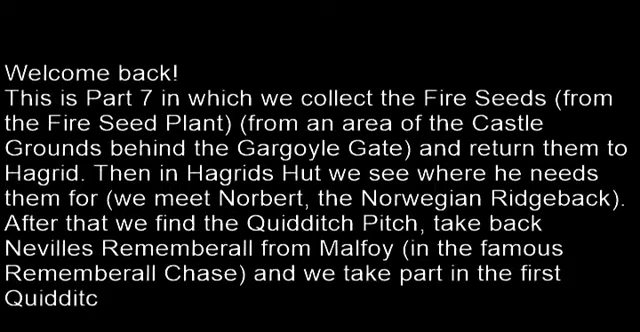 Welcome back!
This is Part 7 in which we collect the Fire Seeds (from
the Fire Seed Plant) (from an area of the Castle
Grounds behind the Gargoyle Gate) and return them to
Hagrid. Then in Hagrids Hut we see where he needs
them for (we meet Norbert, the Norwegian Ridgeback).
After that we find the Quidditch Pitch, take back
Nevilles Rememberall from Malfoy (in the famous
Rememberall Chase) and we take part in the first
Quidditc